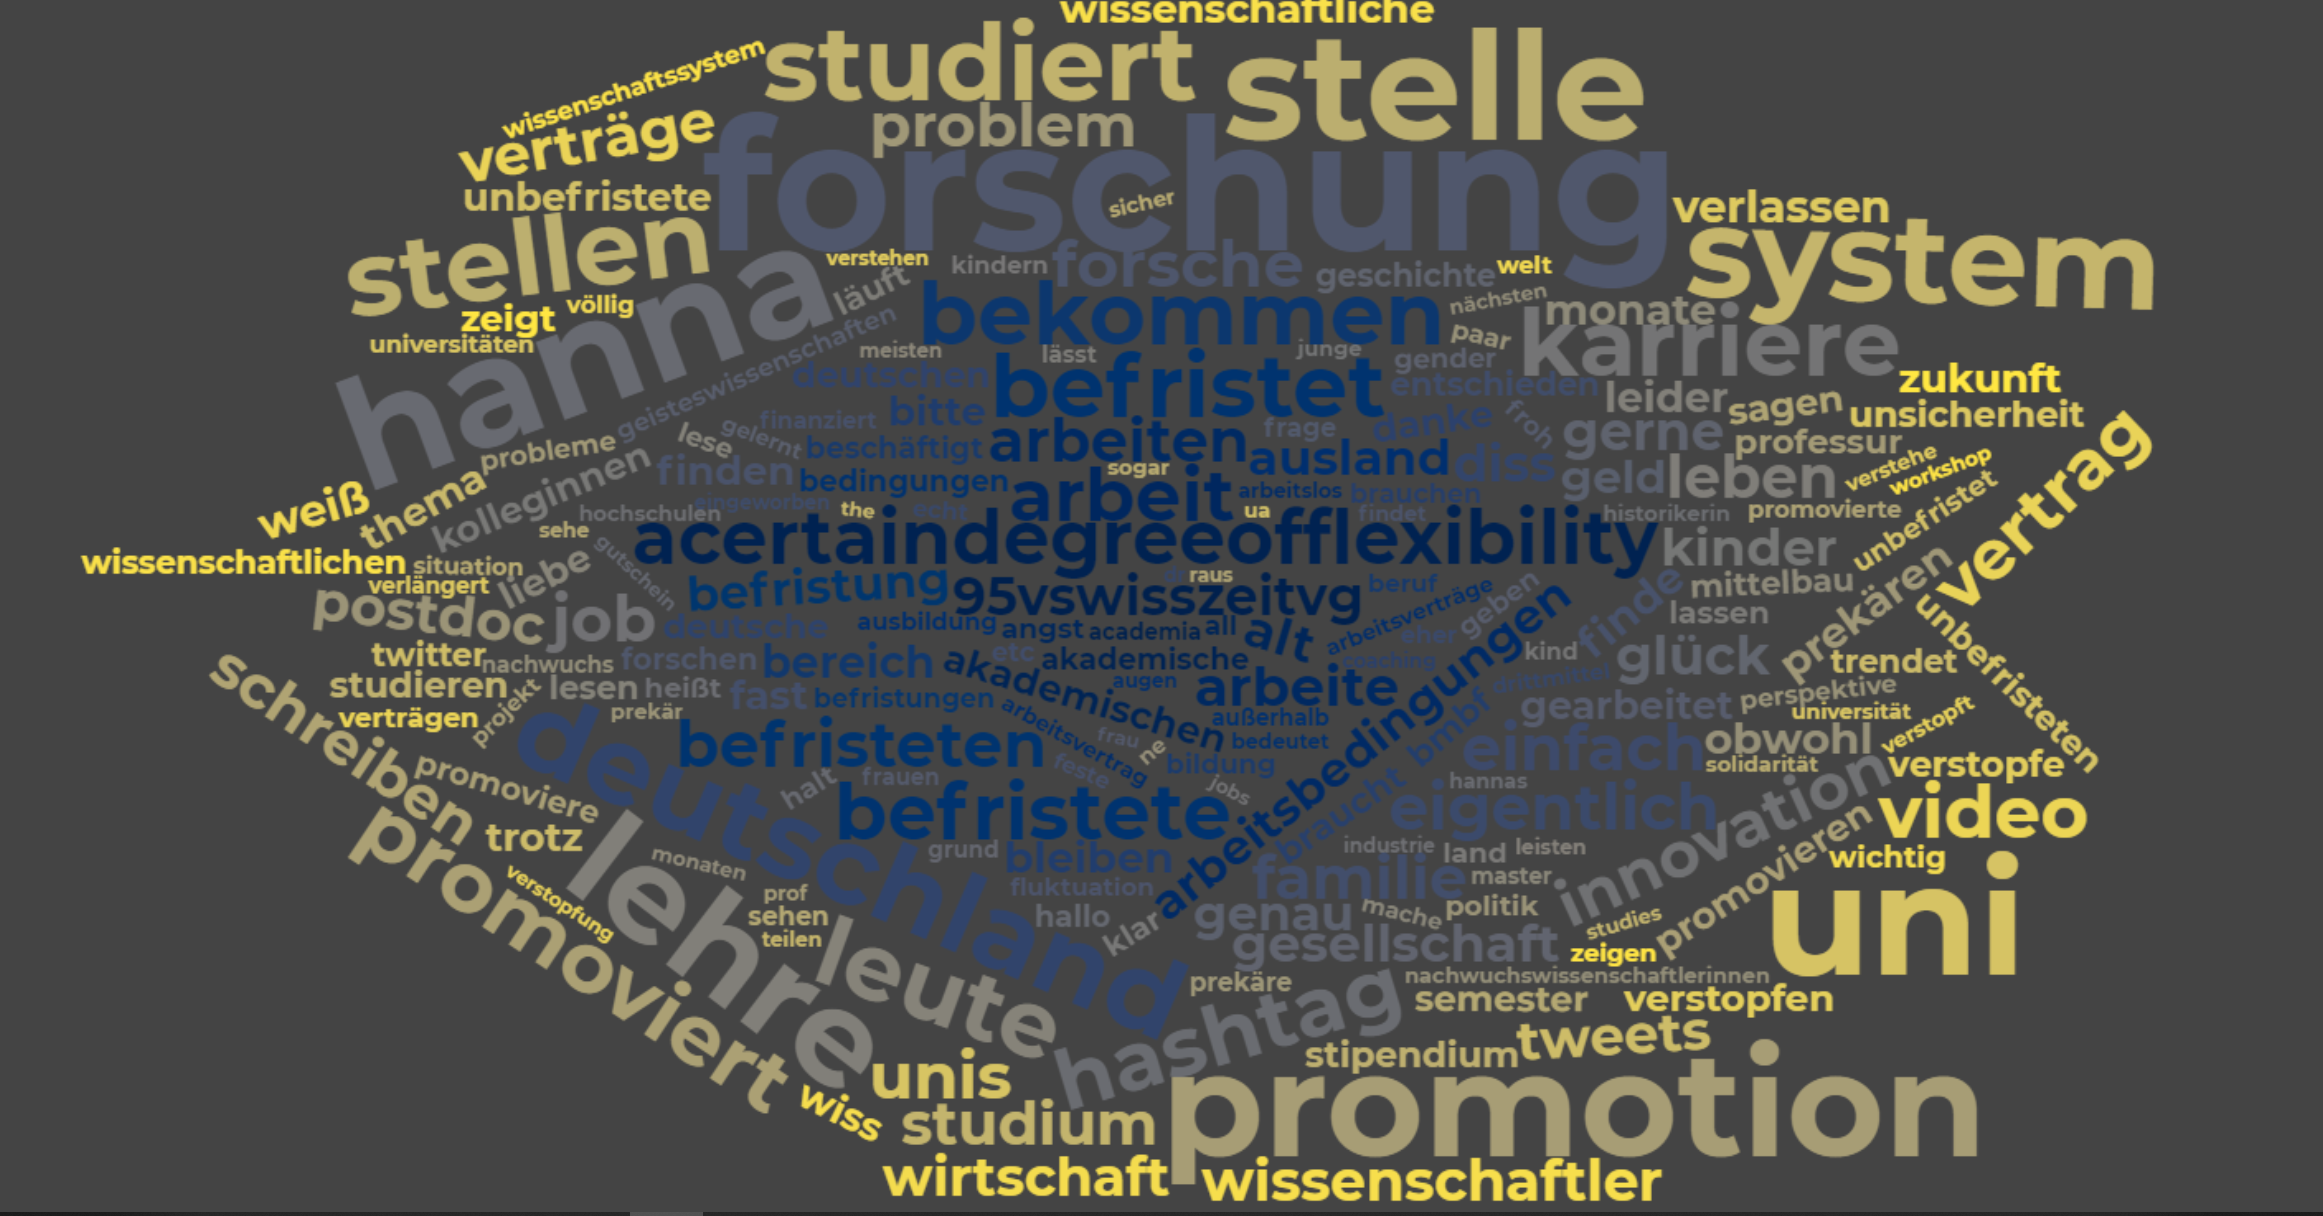 wissenschaftliche
wissenschaftssystem
studiert
stelle
verträge
problem
unbefristete
forschung
sicher
verlassen
stellen
system
hanna
verstehen
kindern
forsche
geschichte
welt
läuft
zeigt
völlig
bekommen
nächsten
monate
universitäten
geisteswissenschaften
meisten
lässt
junge
paar
karriere
deutschen
befristet
gender
entschieden
zukunft
leider
sagen
unsicherheit
finanziert
bitte
danke
froh
gerne
vertrag
probleme
lese
gelernt
beschäftigt
arbeiten
frage
professur
kolleginnen
finden
bedingungen
sogar
ausland
diss
geld
leben
verstehe
workshop
weiß
thema
eingeworben
arbeit
arbeitslos
brauchen
unbefristet
hochschulen
the
echt
ua
findet
historikerin
promovierte
sehe
acertaindegreeofflexibility
kinder
wissenschaftlichen
situation
gutschein
verlängert
liebe
befristung
raus
beruf
mittelbau
prekären
postdoc
job
95vswisszeitvg
arbeitsverträge
geben
finde
lassen
unbefristeten
deutsche
ausbildung
angst
academia
all
alt
eher
twitter
nachwuchs
forschen
bereich
etc
akademische
coaching
kind
glück
trendet
schreiben
studieren
projekt
lesen
heißt
fast
befristungen
akademischen
augen
arbeite
drittmittel
perspektive
verträgen
prekär
arbeitsvertrag
außerhalb
arbeitsbedingungen
bmbf
gearbeitet
universität
verstopft
deutschland
befristeten
frau
ne
bedeutet
einfach
obwohl
promoviere
halt
frauen
feste
bildung
solidarität
verstopfe
jobs
hannas
innovation
promoviert
trotz
befristete
braucht
eigentlich
video
lehre
monaten
grund
bleiben
industrie
land
leisten
promovieren
wichtig
verstopfung
prof
fluktuation
familie
master
uni
sehen
leute
hallo
klar
genau
mache
politik
studies
teilen
gesellschaft
zeigen
prekäre
hashtag
nachwuchswissenschaftlerinnen
semester
verstopfen
unis
stipendium
tweets
wiss
studium
promotion
wirtschaft
wissenschaftler